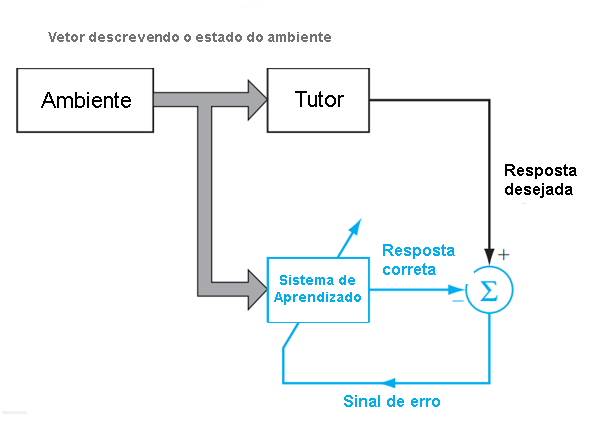 Vetor descrevendo o estado do ambiente
Ambiente
Tutor
Resposta
desejada
Resposta
correta
+
Sistema de
Aprendizado
−
Σ
Sinal de erro